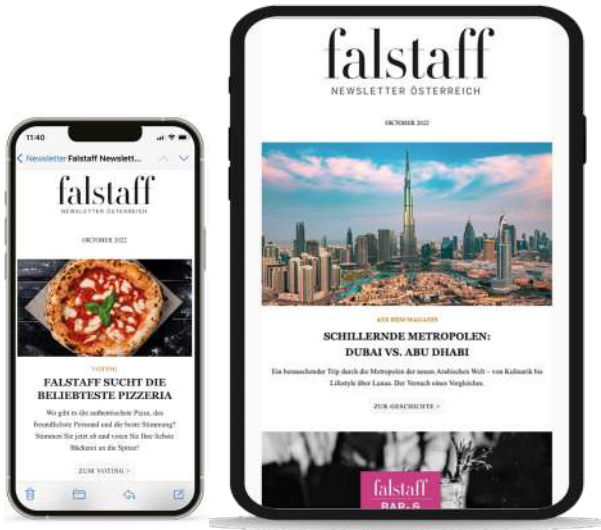 11:40
Newsletter Falstaff Newslett...
falstaff
NEWSLETTER ÖSTERREICH
OKTOBER 2022
VOTING
FALSTAFF SUCHT DIE
BELIEBTESTE PIZZERIA
Wo gibt es die authentischste Pizza, das
freundlichste Personal und die beste Stimmung?
Stimmen Sie jetzt ab und voten Sie Ihre liebste
Bäckerei an die Spitze!
ZUM VOTING >
falstaff
NEWSLETTER ÖSTERREICH
OKTOBER 2022
AUS DEM MAGAZIN
SCHILLERNDE METROPOLEN:
DUBAI VS. ABU DHABI
Ein berauschender Trip durch die Metropolen der neuen Arabischen Welt – von Kulinarik bis
Lifestyle über Luxus. Der Versuch eines Vergleiches.
ZUR GESCHICHTE >
falstaff
BAR- &